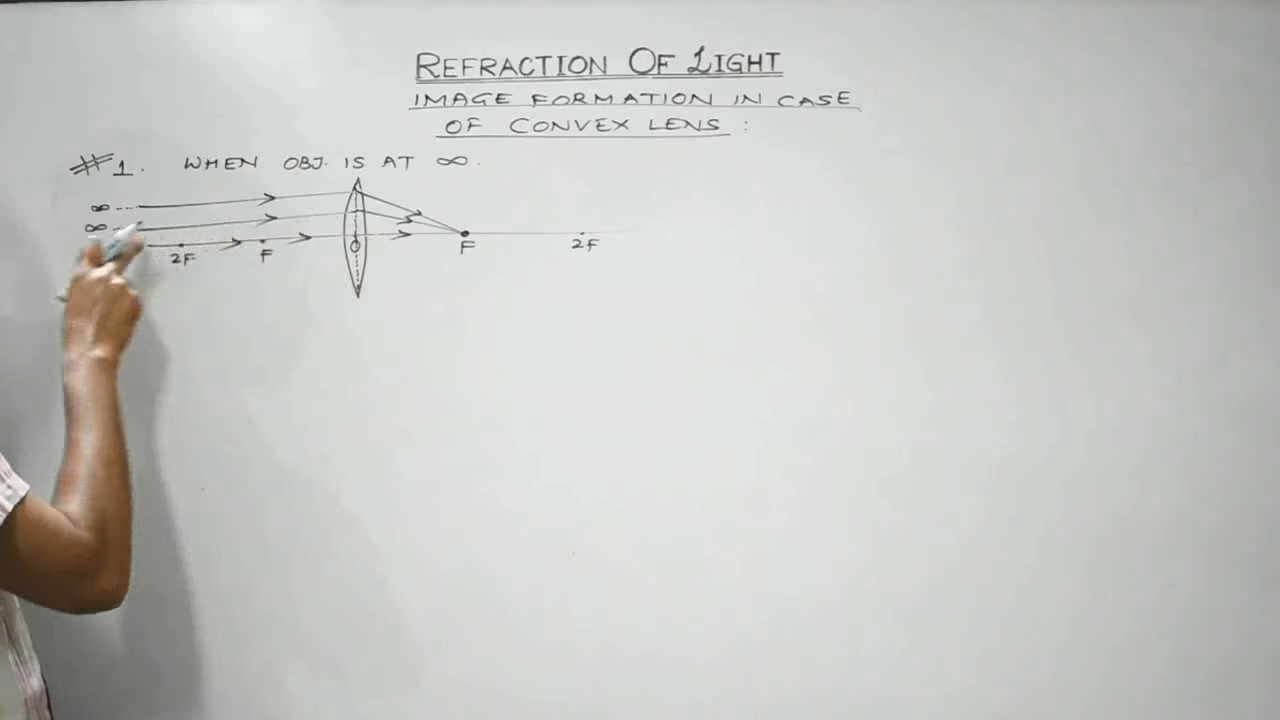 REFRACTION OF LIGHT
IMAGE FORMATION IN CASE
OF CONVEX LENS :
#1. WHEN OBJ. IS AT ∞.
∞
∞
2F F O F 2F